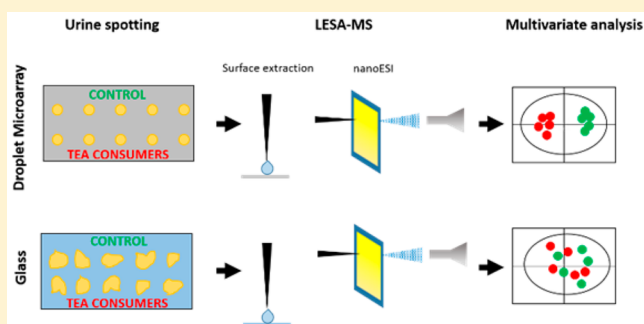 Urine spotting
LESA-MS
Multivariate analysis
Droplet Microarray
CONTROL
TEA CONSUMERS
Surface extraction
nanoESI
Glass
CONTROL
TEA CONSUMERS